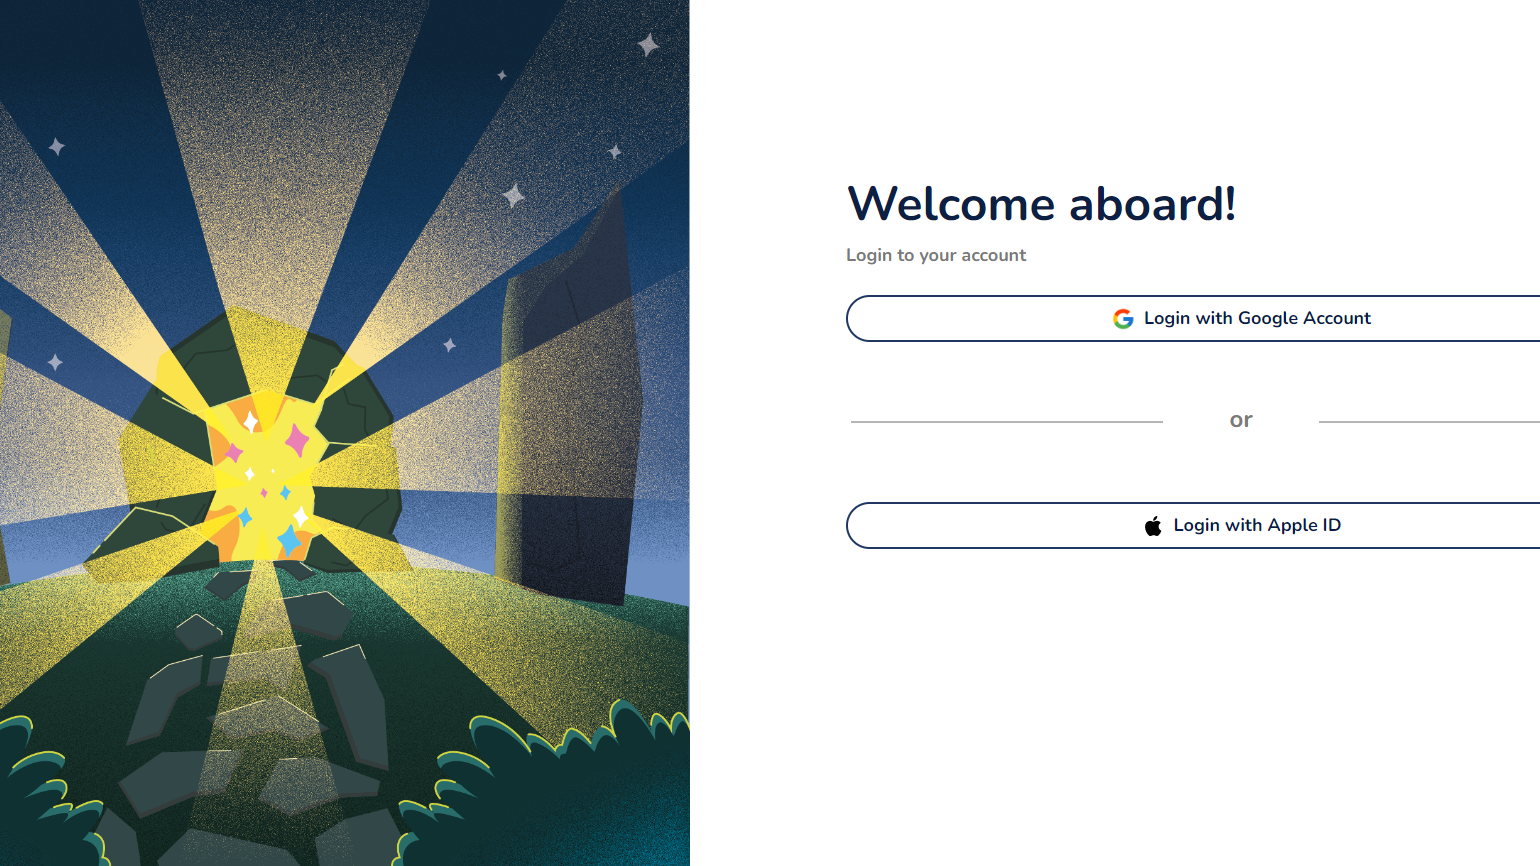 Welcome aboard!
Login to your account
Login with Google Account
or
Login with Apple ID